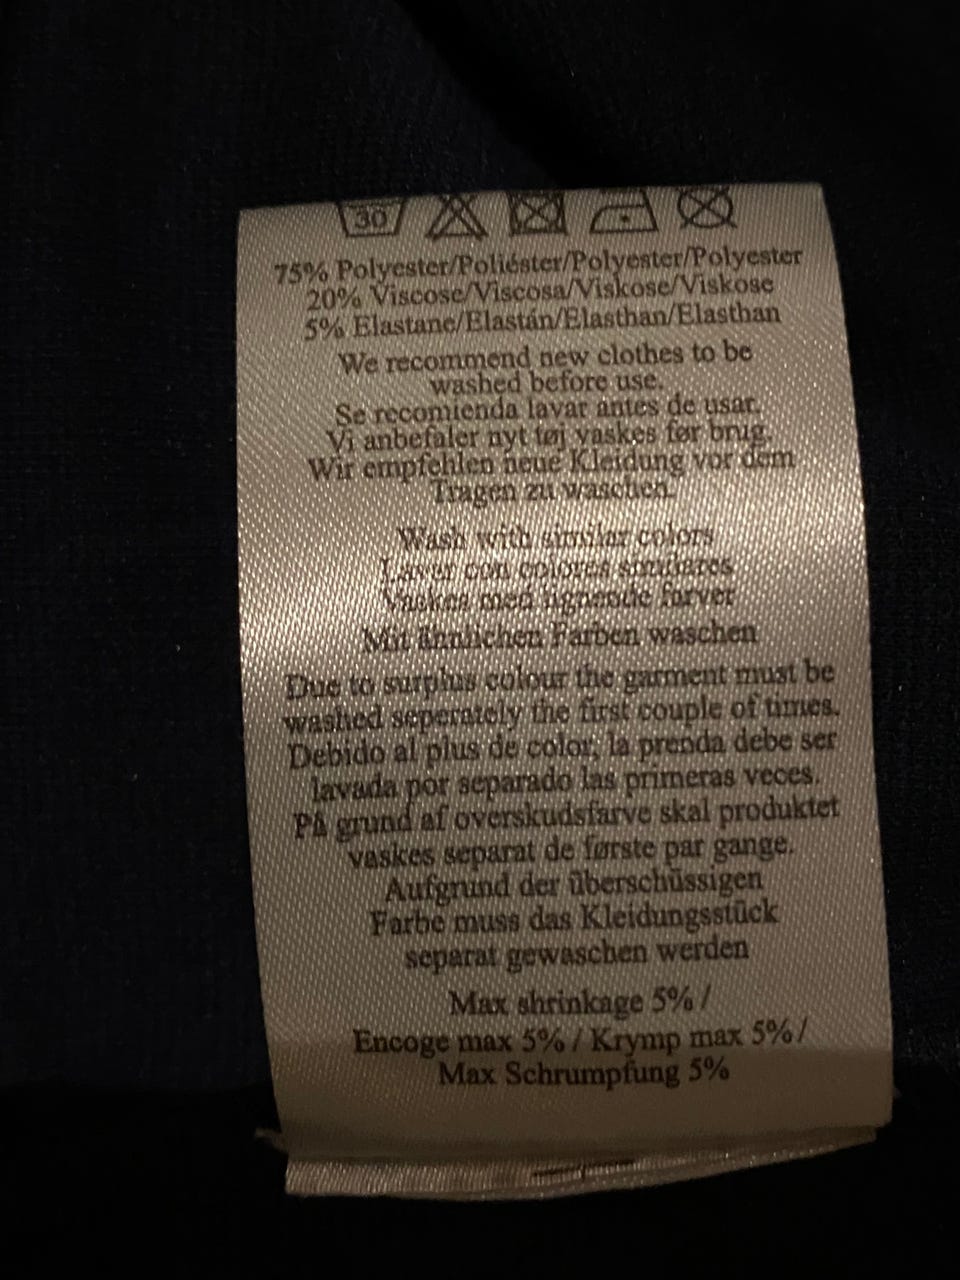 30
75% Polyester/Poliéster/Polyester/Polyester
20% Viscose/Viscosa/Viskose/Viskose
5% Elastane/Elastán/Elasthan/Elasthan
We recommend new clothes to be
washed before use.
Se recomienda lavar antes de usar.
Vi anbefaler nyt tøj vaskes før brug.
Wir empfehlen neue Kleidung vor dem
Tragen zu waschen.
Wash with similar colors
Laver con colores similares
Vaskes med lignende farver
Mit ähnlichen Farben waschen
Due to surplus colour the garment must be
washed seperately the first couple of times.
Debido al plus de color, la prenda debe ser
lavada por separado las primeras veces.
På grund af overskudsfarve skal produktet
vaskes separat de første par gange.
Aufgrund der überschüssigen
Farbe muss das Kleidungsstück
separat gewaschen werden
Max shrinkage 5% /
Encoge max 5% / Krymp max 5% /
Max Schrumpfung 5%